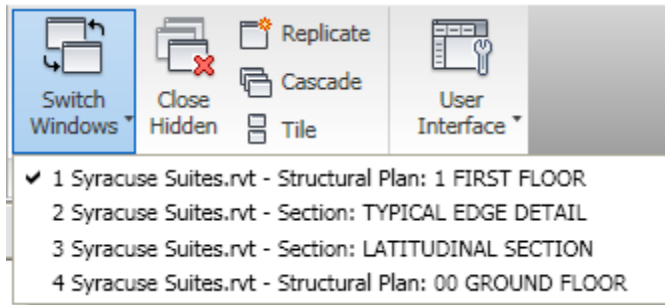 Switch
Windows
Close
Hidden
Replicate
Cascade
Tile
User
Interface
1 Syracuse Suites.rvt - Structural Plan: 1 FIRST FLOOR
2 Syracuse Suites.rvt - Section: TYPICAL EDGE DETAIL
3 Syracuse Suites.rvt - Section: LATITUDINAL SECTION
4 Syracuse Suites.rvt - Structural Plan: 00 GROUND FLOOR